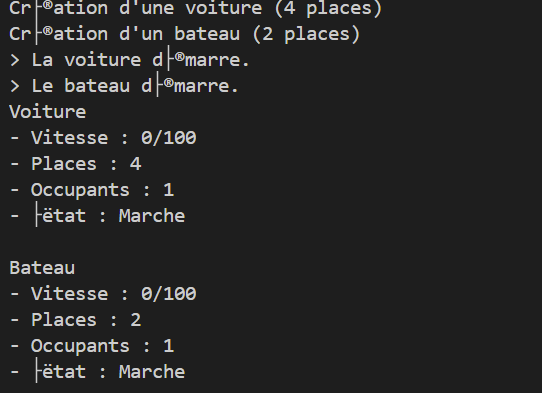 Cr├®ation d'une voiture (4 places)
Cr├®ation d'un bateau (2 places)
> La voiture d├®marre.
> Le bateau d├®marre.
Voiture
- Vitesse : 0/100
- Places : 4
- Occupants : 1
- ├ëtat : Marche
Bateau
- Vitesse : 0/100
- Places : 2
- Occupants : 1
- ├ëtat : Marche